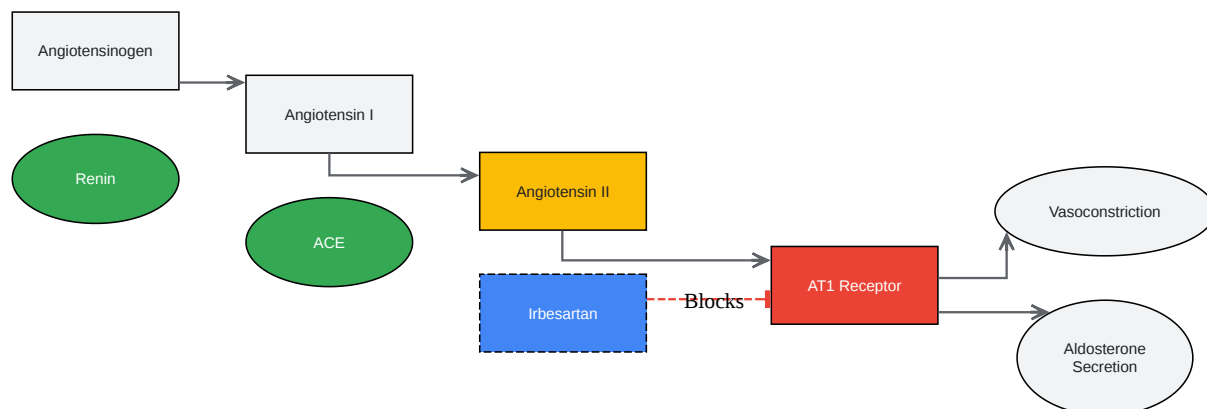 Angiotensinogen
Angiotensin I
Renin
Angiotensin II
ACE
Vasoconstriction
AT1 Receptor
Irbesartan
Blocks
Aldosterone
Secretion